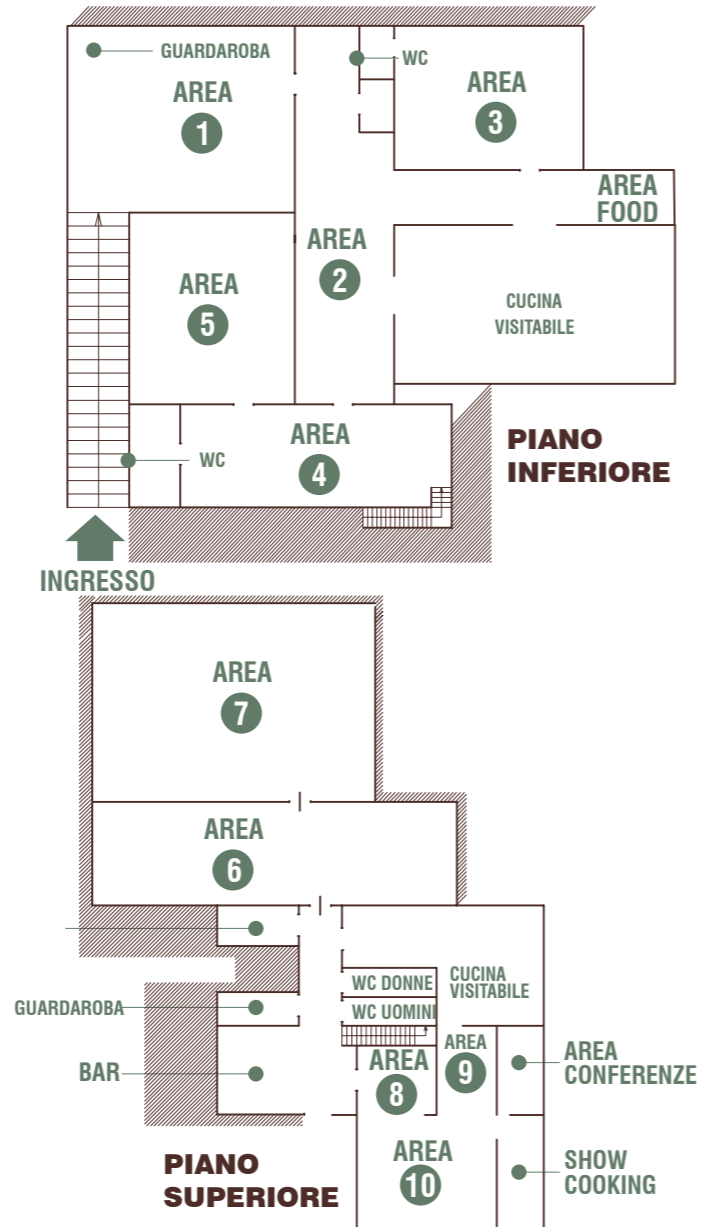 GUARDAROBA
WC
AREA
1
AREA
3
AREA
FOOD
AREA
2
AREA
5
CUCINA
VISITABILE
AREA
4
WC
PIANO
INFERIORE
INGRESSO
AREA
7
AREA
6
WC DONNE
CUCINA
VISITABILE
GUARDAROBA
WC UOMINI
AREA
9
AREA
8
BAR
AREA
CONFERENZE
AREA
10
SHOW
COOKING
PIANO
SUPERIORE